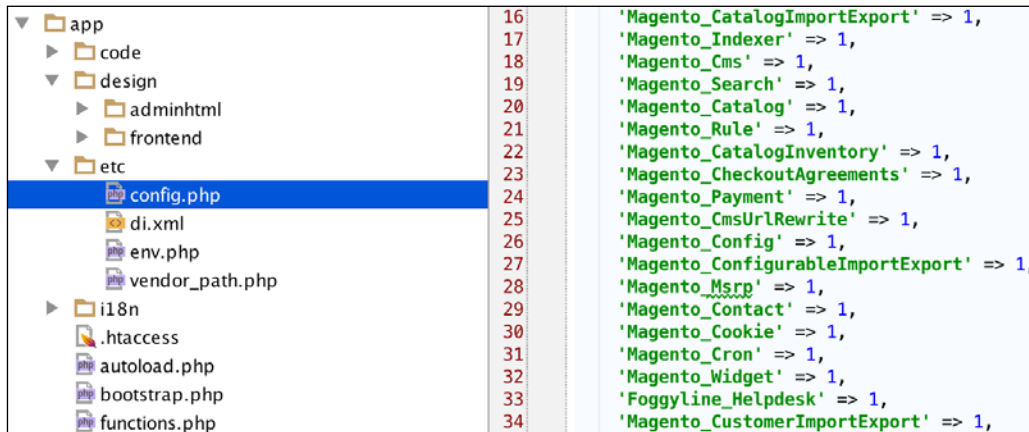 app
code
design
adminhtml
frontend
etc
config.php
di.xml
env.php
vendor_path.php
i18n
.htaccess
autoload.php
bootstrap.php
functions.php
16 'Magento_CatalogImportExport' => 1,
17 'Magento_Indexer' => 1,
18 'Magento_Cms' => 1,
19 'Magento_Search' => 1,
20 'Magento_Catalog' => 1,
21 'Magento_Rule' => 1,
22 'Magento_CatalogInventory' => 1,
23 'Magento_CheckoutAgreements' => 1,
24 'Magento_Payment' => 1,
25 'Magento_CmsUrlRewrite' => 1,
26 'Magento_Config' => 1,
27 'Magento_ConfigurableImportExport' => 1,
28 'Magento_Msrp' => 1,
29 'Magento_Contact' => 1,
30 'Magento_Cookie' => 1,
31 'Magento_Cron' => 1,
32 'Magento_Widget' => 1,
33 'Foggyline_Helpdesk' => 1,
34 'Magento_CustomerImportExport' => 1,